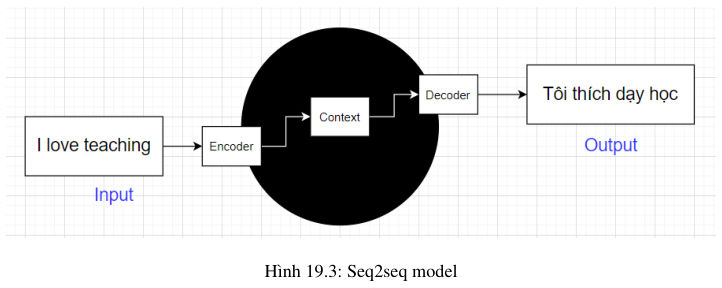 I love teaching
Input
Encoder
Context
Decoder
Tôi thích dạy học
Output
Hình 19.3: Seq2seq model